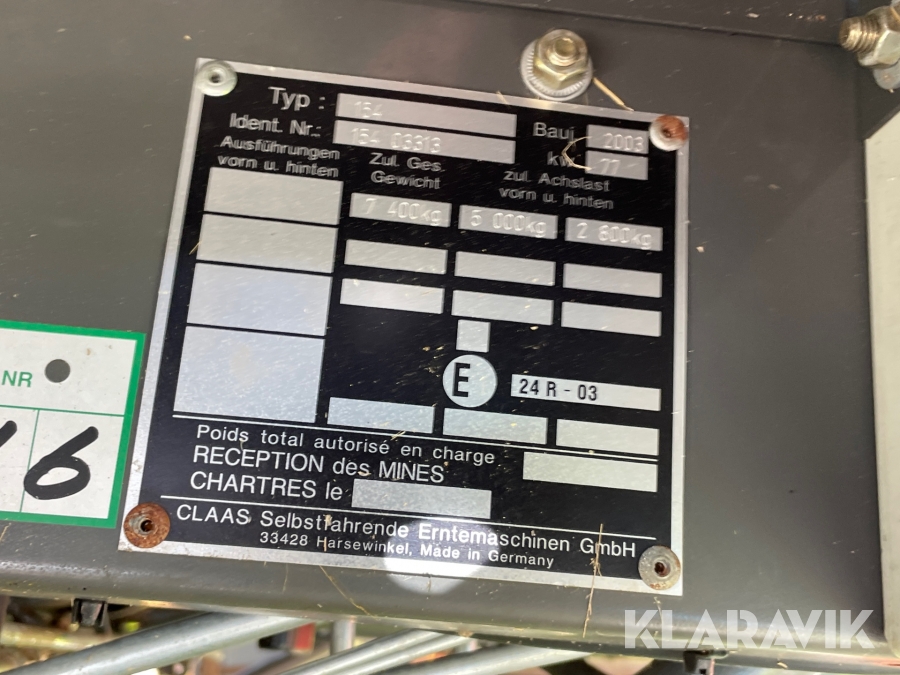 Typ : 154
Ident. Nr.: 154 03313
Bauj 2003
kw 77
Ausführungen
vorn u. hinten
Zul. Ges.
Gewicht
zul. Achslast
vorn u. hinten
7 400kg 5 000kg 2 600kg
E 24 R - 03
NR
6
Poids total autorisé en charge
RECEPTION des MINES
CHARTRES le
CLAAS Selbstfahrende Erntemaschinen GmbH
33428 Harsewinkel, Made in Germany
KLARAVIK